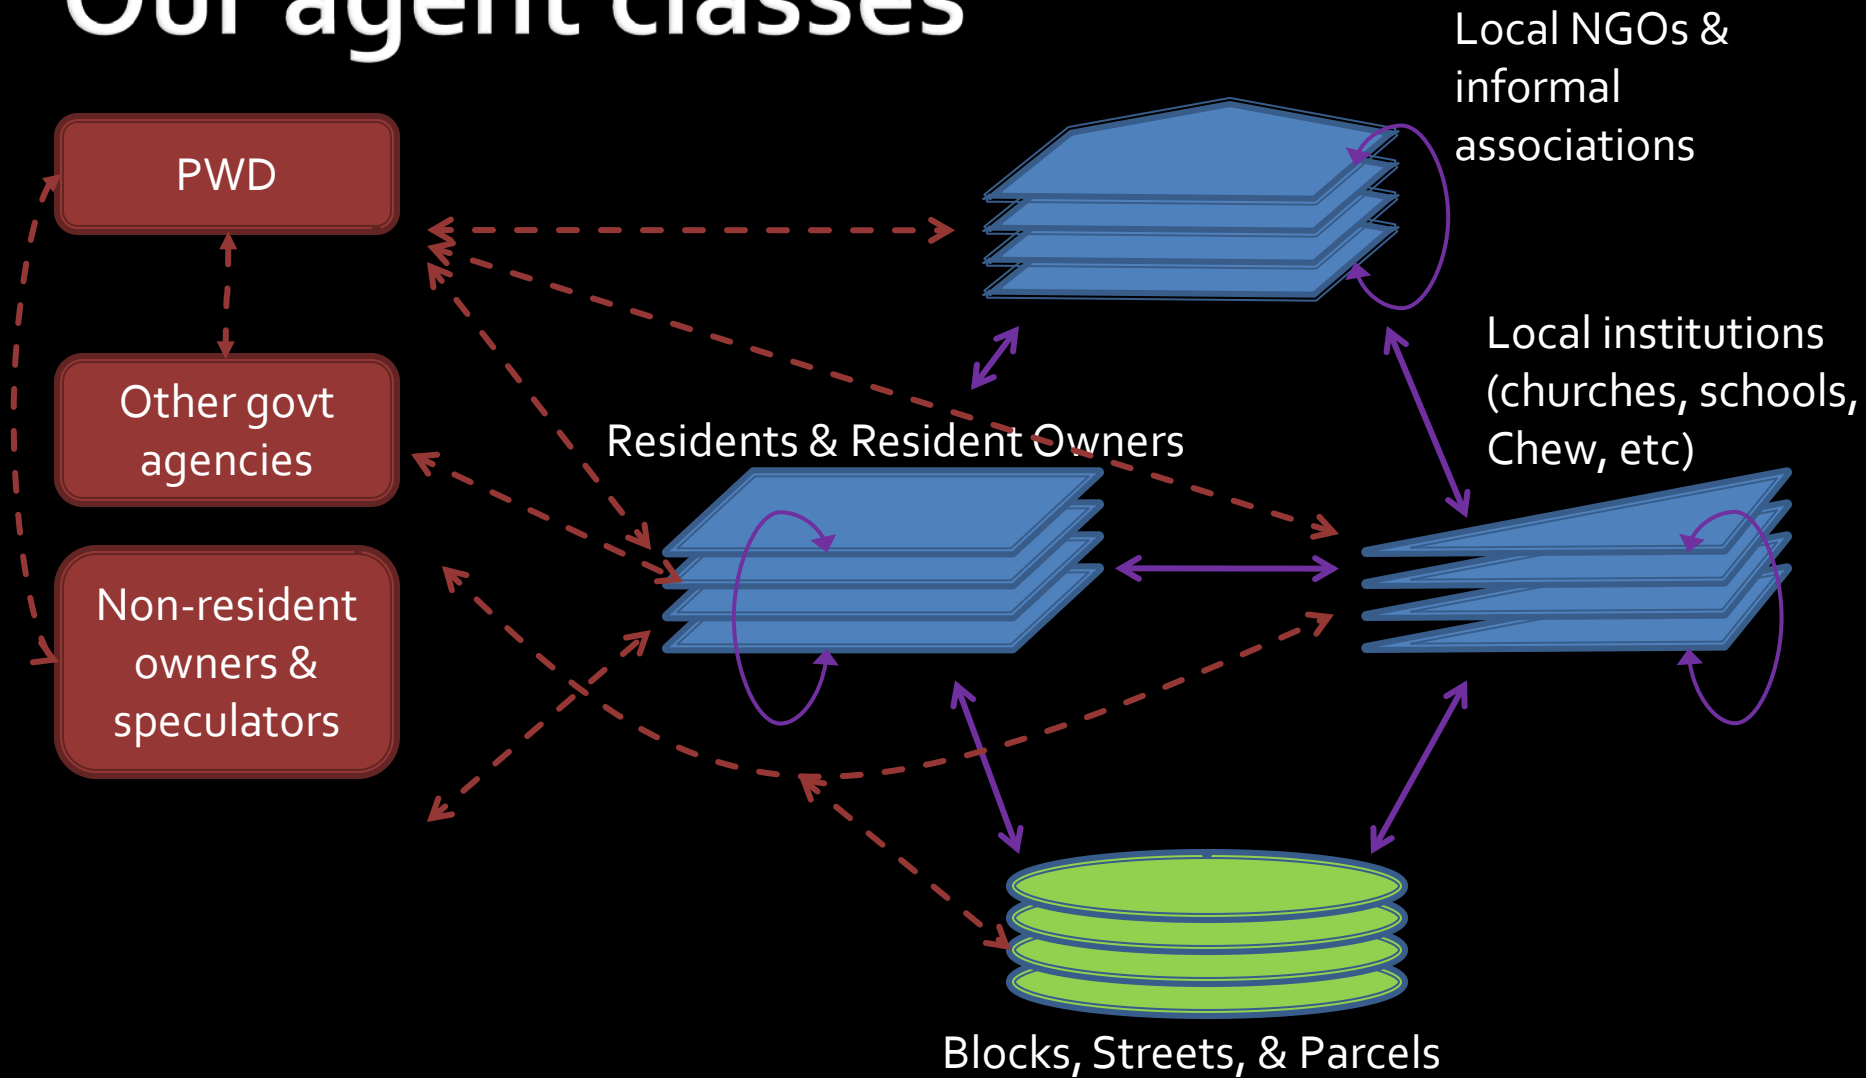 Our agent classes
Local NGOs &
informal
associations
PWD
Other govt
agencies
Non-resident
owners &
speculators
Residents & Resident Owners
Local institutions
(churches, schools,
Chew, etc)
Blocks, Streets, & Parcels